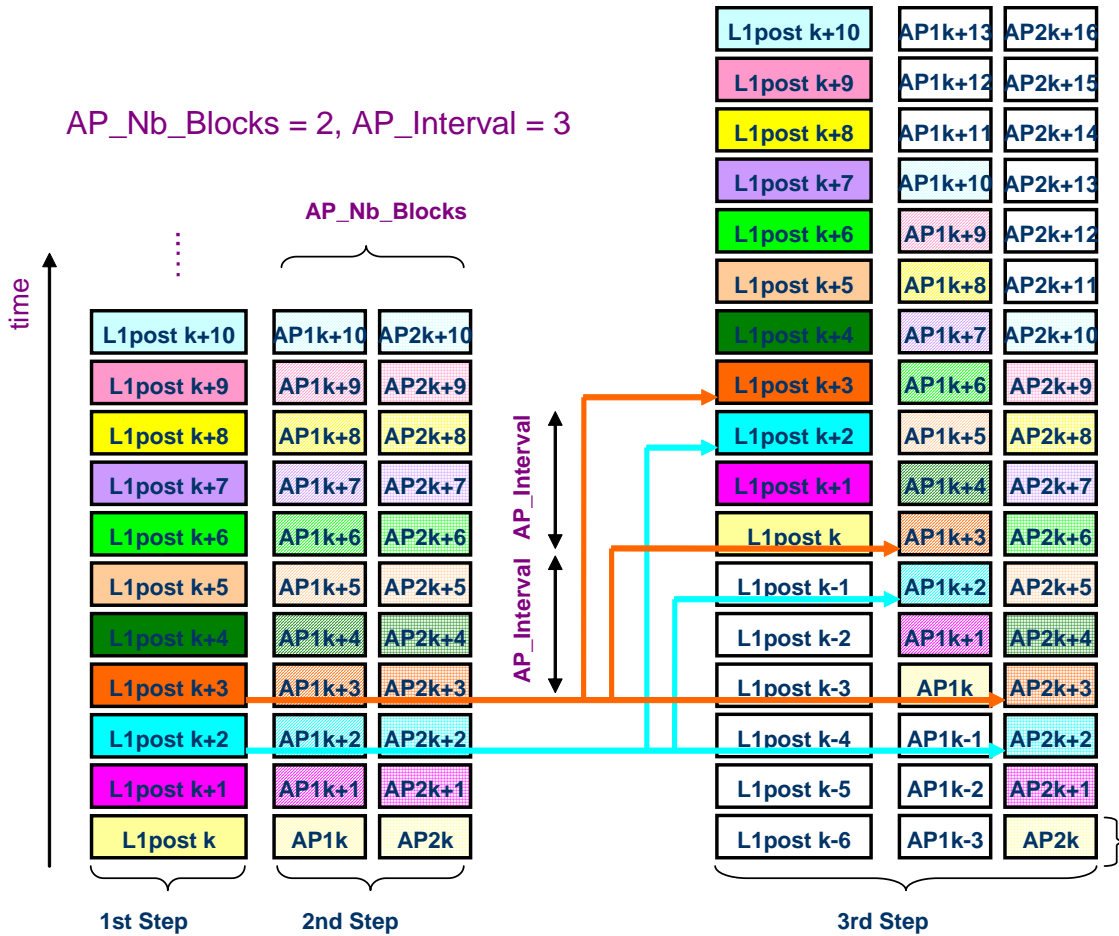 AP_Nb_Blocks = 2, AP_Interval = 3
AP_Nb_Blocks
time
L1post k+10 AP1k+10 AP2k+10
L1post k+9 AP1k+9 AP2k+9
L1post k+8 AP1k+8 AP2k+8
L1post k+7 AP1k+7 AP2k+7
L1post k+6 AP1k+6 AP2k+6
L1post k+5 AP1k+5 AP2k+5
L1post k+4 AP1k+4 AP2k+4
L1post k+3 AP1k+3 AP2k+3
L1post k+2 AP1k+2 AP2k+2
L1post k+1 AP1k+1 AP2k+1
L1post k AP1k AP2k
1st Step
2nd Step
AP_Interval
AP_Interval
L1post k+10 AP1k+13 AP2k+16
L1post k+9 AP1k+12 AP2k+15
L1post k+8 AP1k+11 AP2k+14
L1post k+7 AP1k+10 AP2k+13
L1post k+6 AP1k+9 AP2k+12
L1post k+5 AP1k+8 AP2k+11
L1post k+4 AP1k+7 AP2k+10
L1post k+3 AP1k+6 AP2k+9
L1post k+2 AP1k+5 AP2k+8
L1post k+1 AP1k+4 AP2k+7
L1post k AP1k+3 AP2k+6
L1post k-1 AP1k+2 AP2k+5
L1post k-2 AP1k+1 AP2k+4
L1post k-3 AP1k AP2k+3
L1post k-4 AP1k-1 AP2k+2
L1post k-5 AP1k-2 AP2k+1
L1post k-6 AP1k-3 AP2k
3rd Step